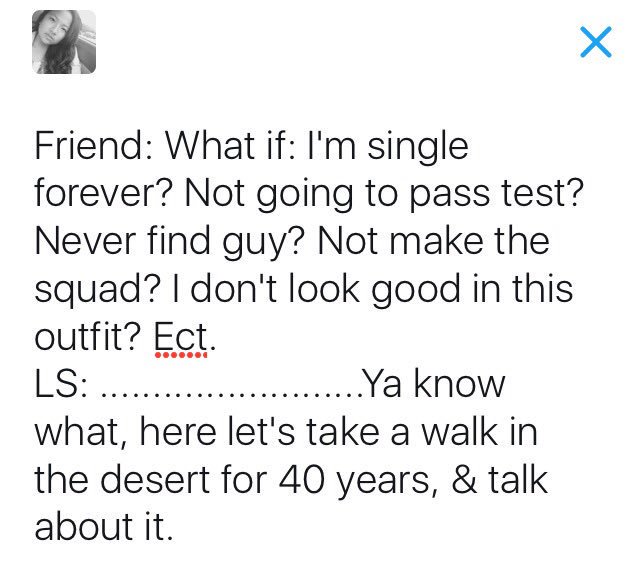 Friend: What if: I'm single
forever? Not going to pass test?
Never find guy? Not make the
squad? I don't look good in this
outfit? Ect.
LS: .........................Ya know
what, here let's take a walk in
the desert for 40 years, & talk
about it.